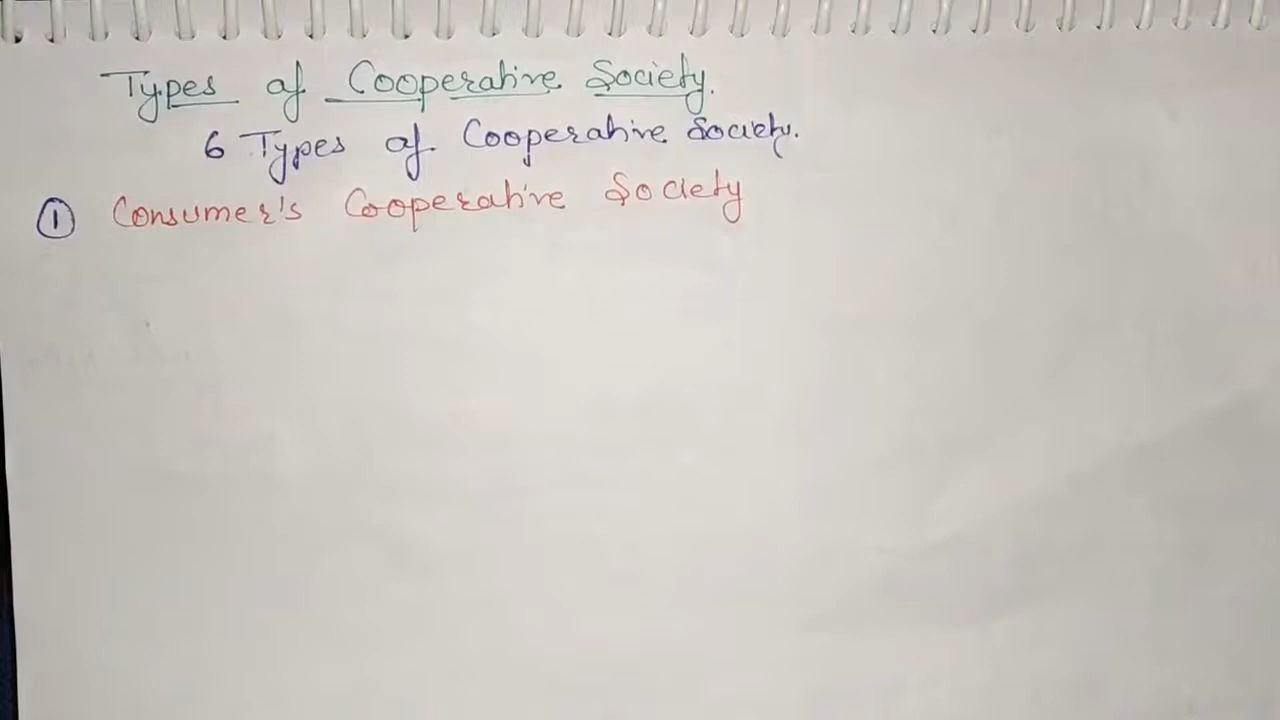 Types of Cooperative Society.
6 Types of Cooperative Society.
① Consumer's Cooperative Society